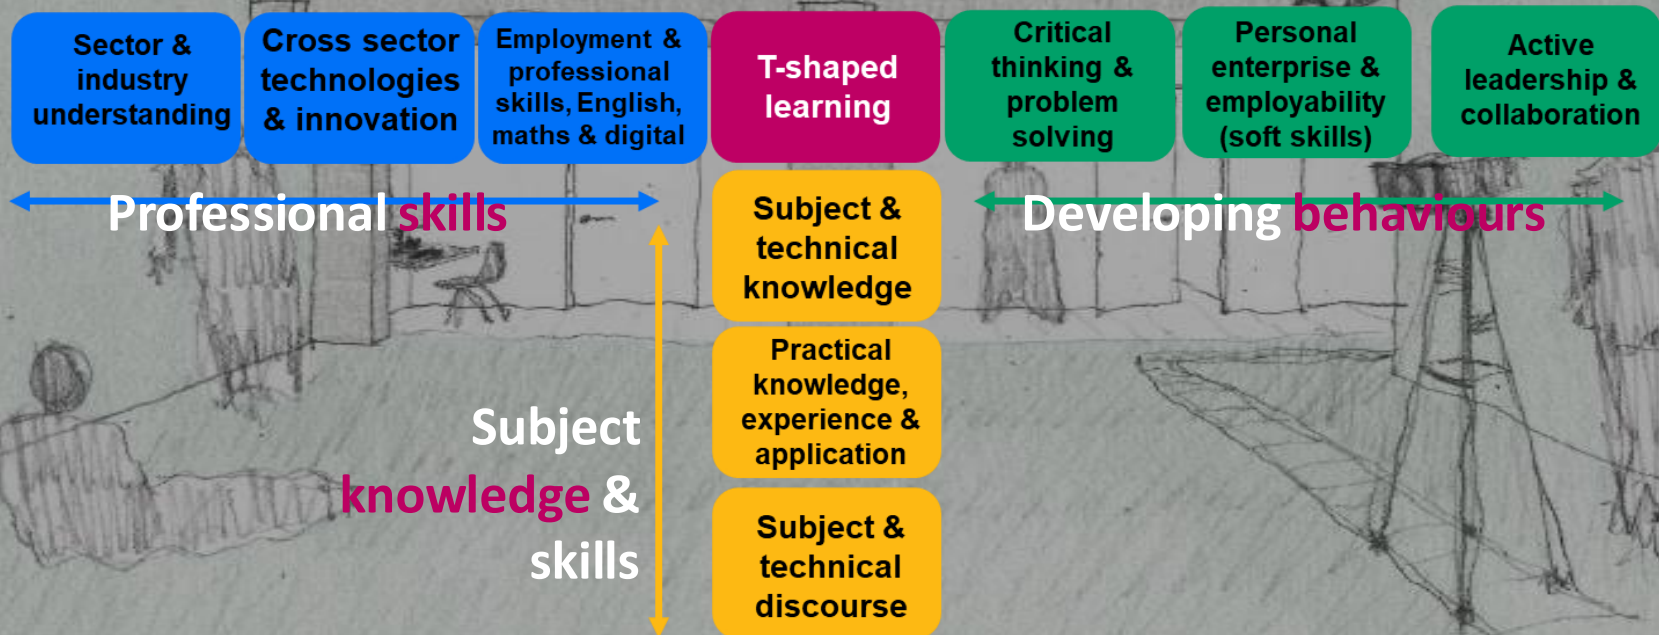 Sector &
industry
understanding
Cross sector
technologies
& innovation
Employment &
professional
skills, English,
maths & digital
T-shaped
learning
Critical
thinking &
problem
solving
Personal
enterprise &
employability
(soft skills)
Active
leadership &
collaboration
Professional skills
Developing behaviours
Subject &
technical
knowledge
Practical
knowledge,
experience &
application
Subject
knowledge &
skills
Subject &
technical
discourse